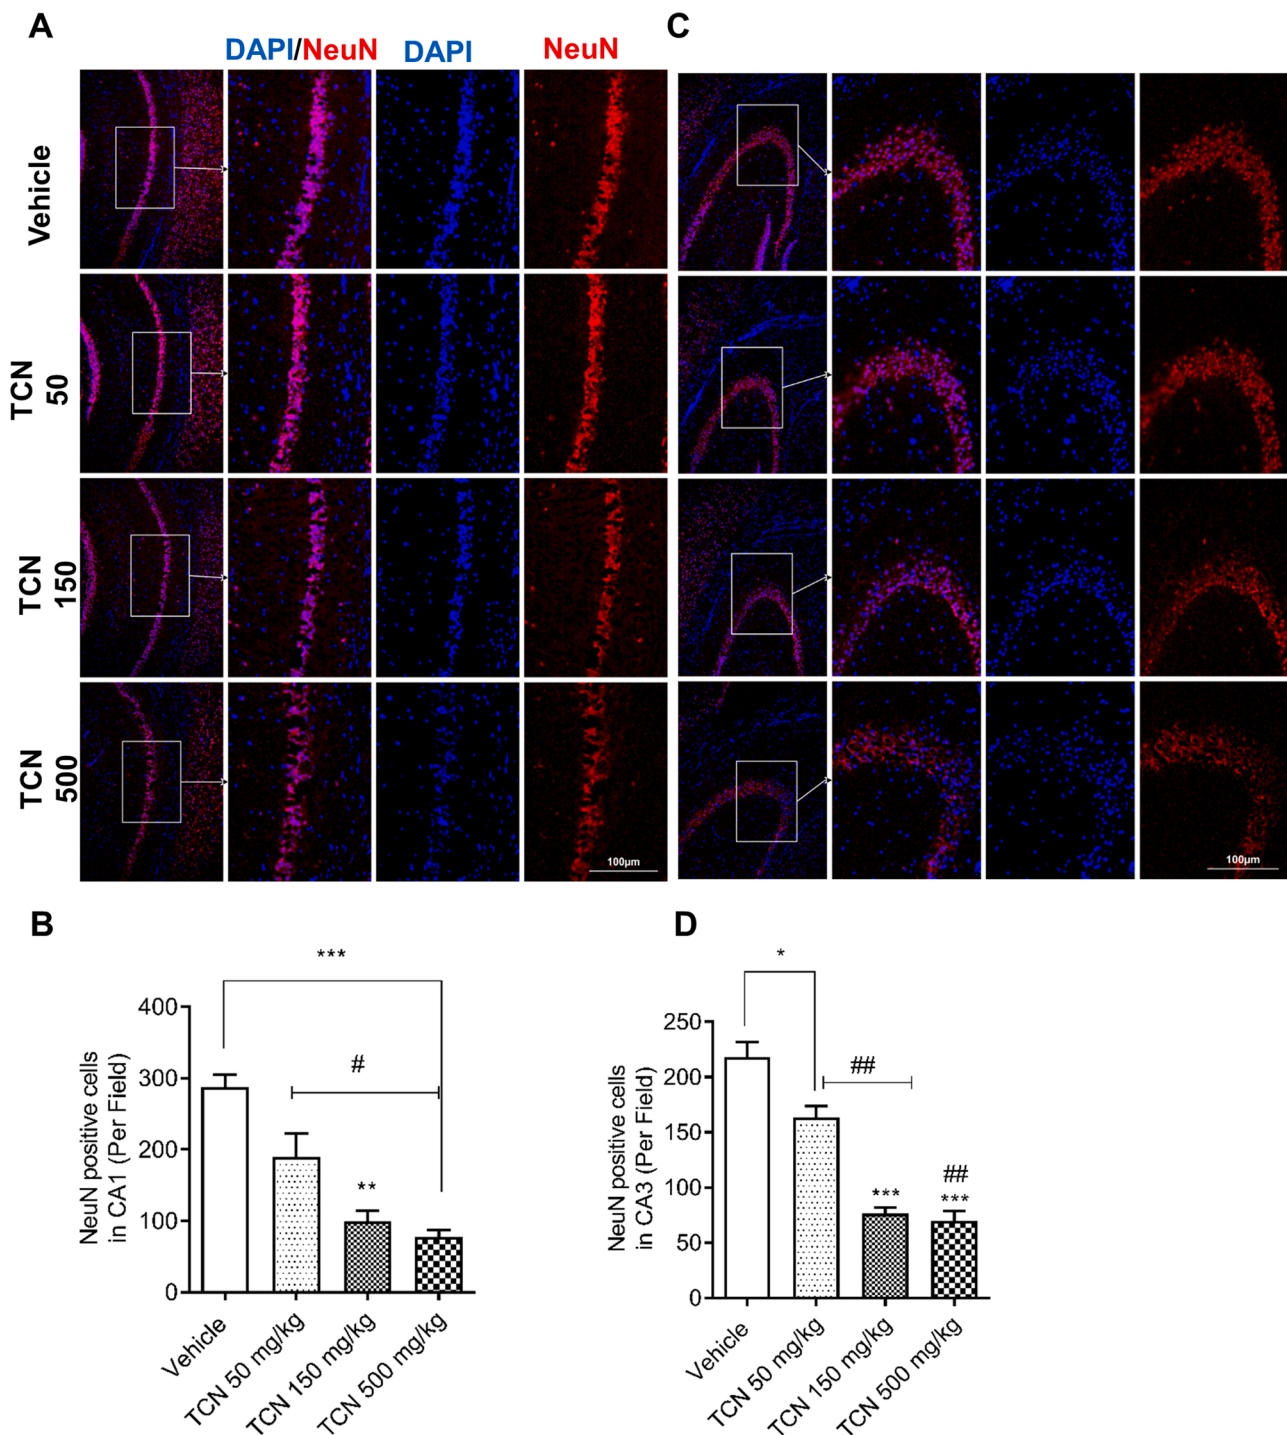 A
C
DAPI/NeuN DAPI NeuN
Vehicle
TCN
50
TCN
150
TCN
500
100µm
100µm
B
D
***
#
**
400
300
200
100
0
NeuN positive cells
in CA1 (Per Field)
Vehicle
TCN 50 mg/kg
TCN 150 mg/kg
TCN 500 mg/kg
*
##
***
##
***
250
200
150
100
50
0
NeuN positive cells
in CA3 (Per Field)
Vehicle
TCN 50 mg/kg
TCN 150 mg/kg
TCN 500 mg/kg